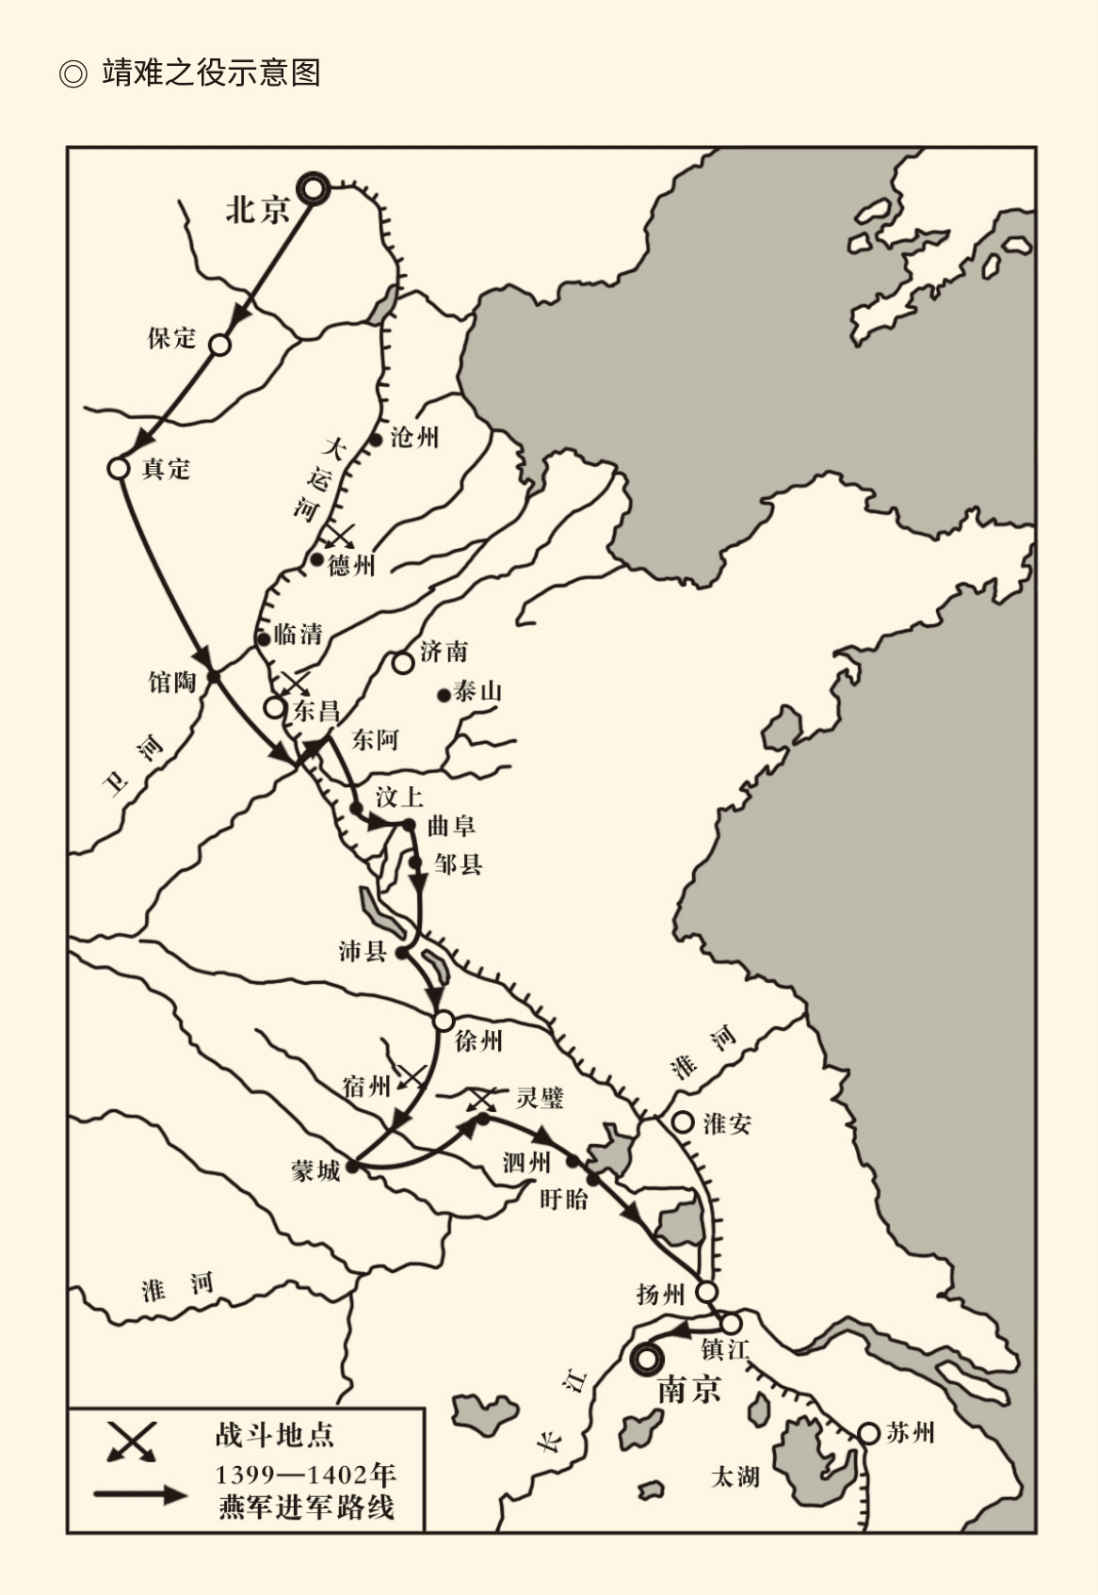 ◎ 靖难之役示意图
北京
保定
真定
沧州
大运河
德州
临清
馆陶
济南
泰山
东昌
东阿
卫河
汶上
曲阜
邹县
沛县
徐州
淮河
宿州
灵璧
淮安
蒙城
泗州
盱眙
淮河
扬州
镇江
南京
长江
苏州
太湖
战斗地点
1399—1402年
燕军进军路线